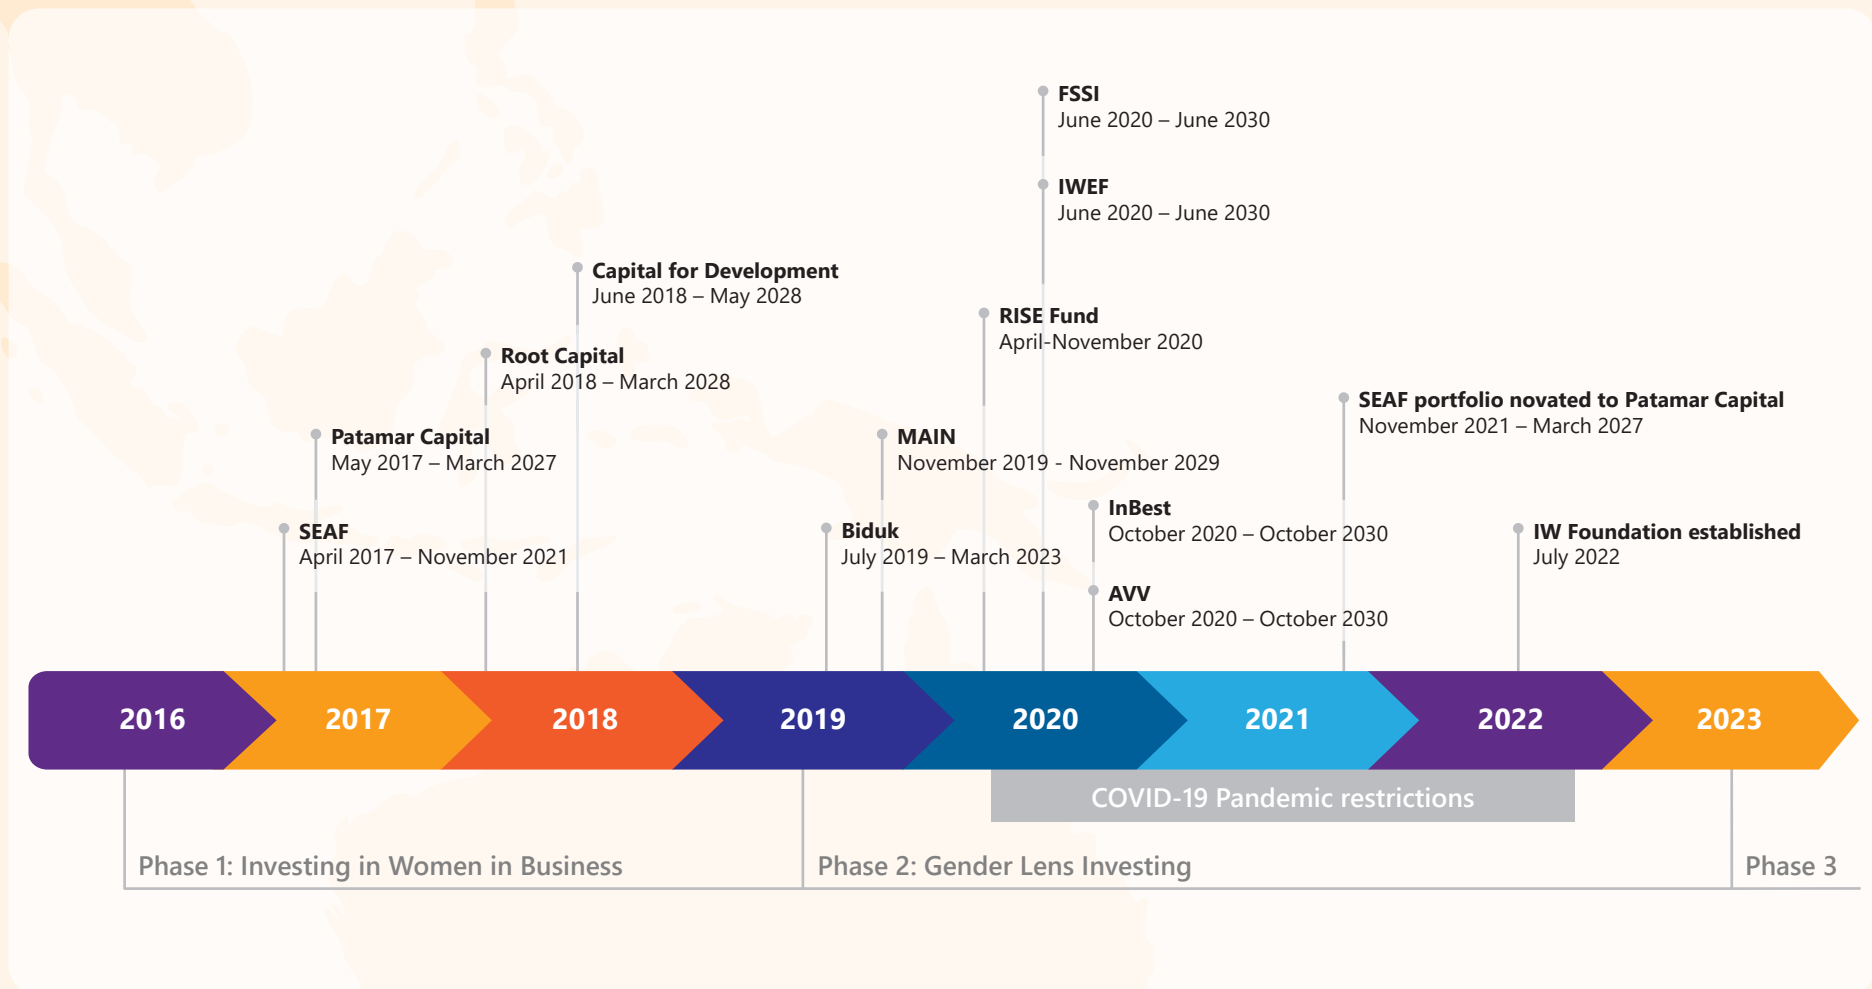 FSSI
June 2020 – June 2030
IWEF
June 2020 – June 2030
Capital for Development
June 2018 – May 2028
RISE Fund
April-November 2020
Root Capital
April 2018 – March 2028
SEAF portfolio novated to Patamar Capital
November 2021 – March 2027
Patamar Capital
May 2017 – March 2027
MAIN
November 2019 - November 2029
InBest
October 2020 – October 2030
SEAF
April 2017 – November 2021
Biduk
July 2019 – March 2023
IW Foundation established
July 2022
AVV
October 2020 – October 2030
2016
2017
2018
2019
2020
2021
2022
2023
COVID-19 Pandemic restrictions
Phase 1: Investing in Women in Business
Phase 2: Gender Lens Investing
Phase 3